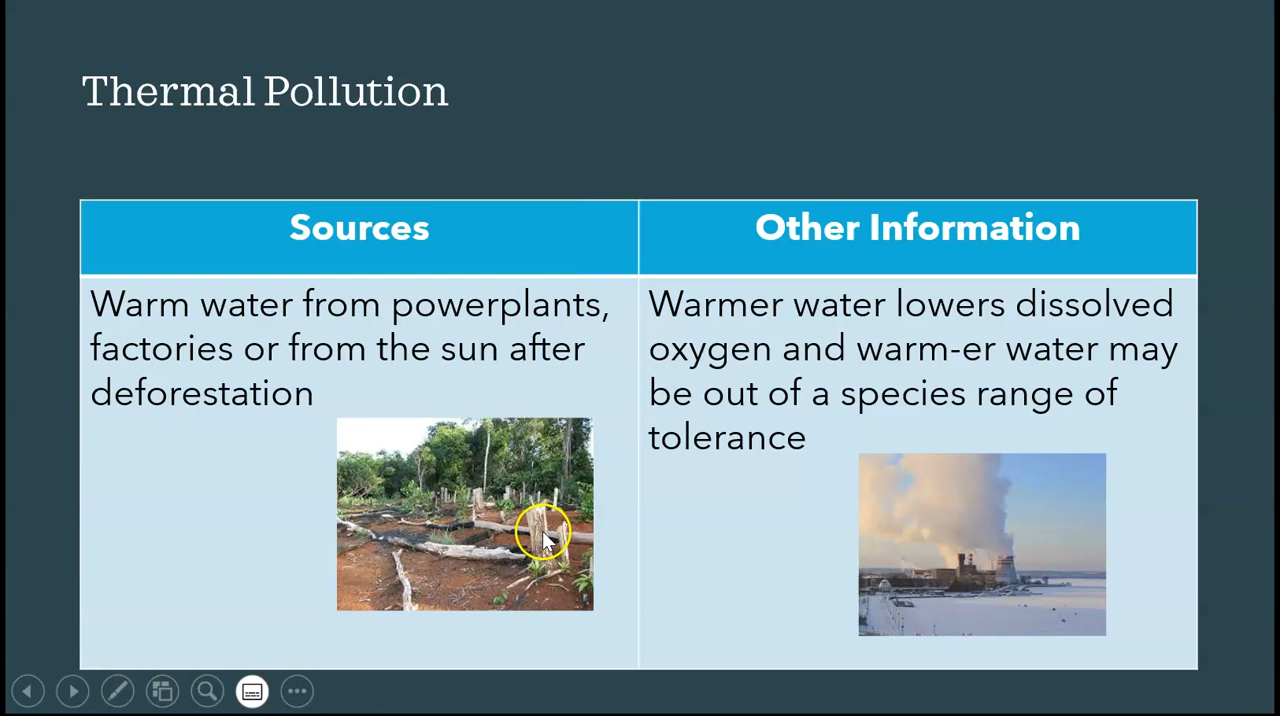 Thermal Pollution
Sources
Other Information
Warm water from powerplants,
factories or from the sun after
deforestation
Warmer water lowers dissolved
oxygen and warm-er water may
be out of a species range of
tolerance